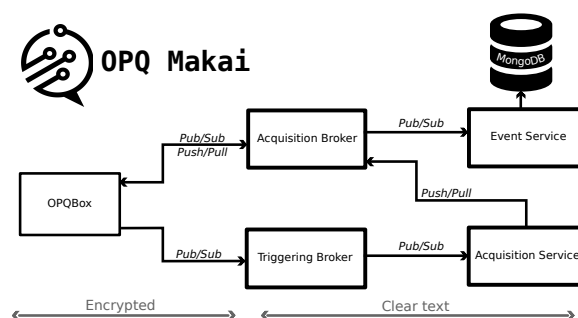 OPQ Makai
MongoDB
Pub/Sub
Push/Pull
Acquisition Broker
Pub/Sub
Event Service
OPQBox
Push/Pull
Pub/Sub
Triggering Broker
Pub/Sub
Acquisition Service
Encrypted
Clear text